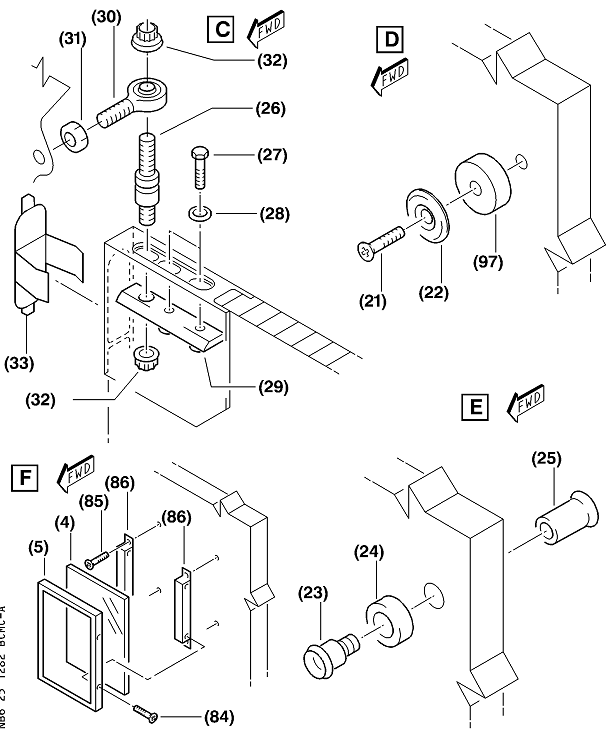 (30)
(31)
C
FWD
(32)
(26)
(27)
(28)
(33)
(32)
(29)
D
FWD
(21)
(22)
(97)
E
FWD
(25)
(24)
(23)
F
FWD
(86)
(85)
(86)
(4)
(5)
(84)